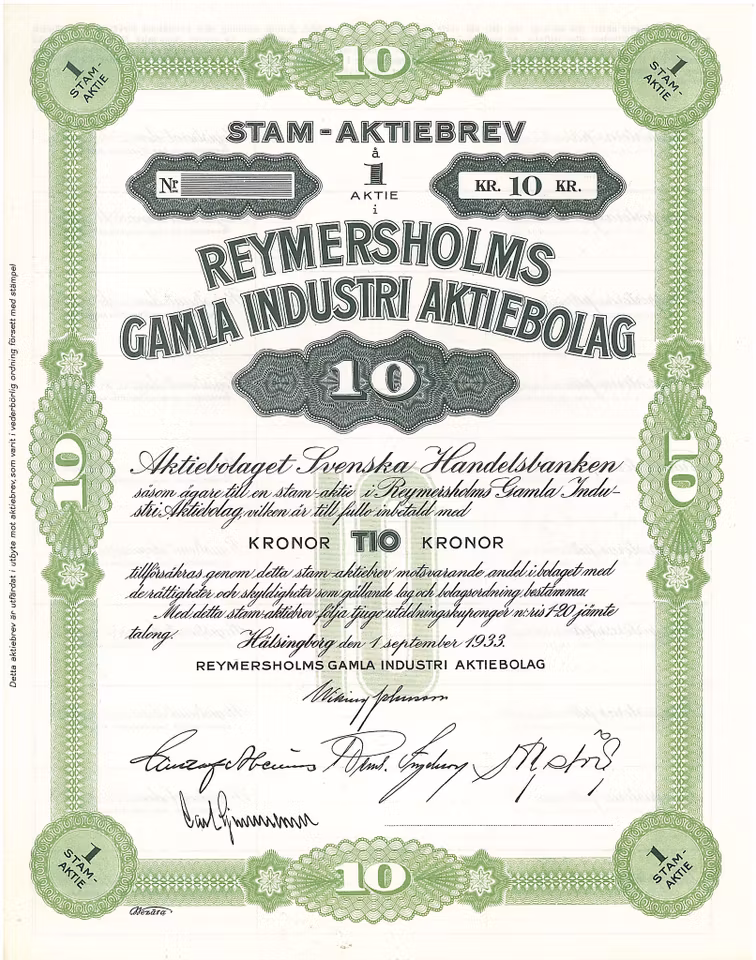 10
1
STAM-
AKTIE
1
STAM-
AKTIE
STAM-AKTIEBREV
à
1
AKTIE
i
Nr
KR. 10 KR.
REYMERSHOLMS
GAMLA INDUSTRI AKTIEBOLAG
10
10
10
Aktiebolaget Svenska Handelsbanken
såsom ägare till en stam-aktie i Reymersholms Gamla Indu-
stri Aktiebolag, vilken är till fullo inbetald med
10
KRONOR TIO KRONOR
tillförsäkras genom detta stam-aktiebrev motsvarande andel i bolaget med
de rättigheter och skyldigheter som gällande lag och bolagsordning bestämma.
Med detta stam-aktiebrev följa tjugo utdelningskuponger n:ris 1-20 jämte
talong.
Hälsingborg den 1 september 1933.
REYMERSHOLMS GAMLA INDUSTRI AKTIEBOLAG
Detta aktiebrev är utfärdat i utbyte mot aktiebrev, som varit i vederbörlig ordning försett med stämpel
1
STAM-
AKTIE
1
STAM-
AKTIE
10